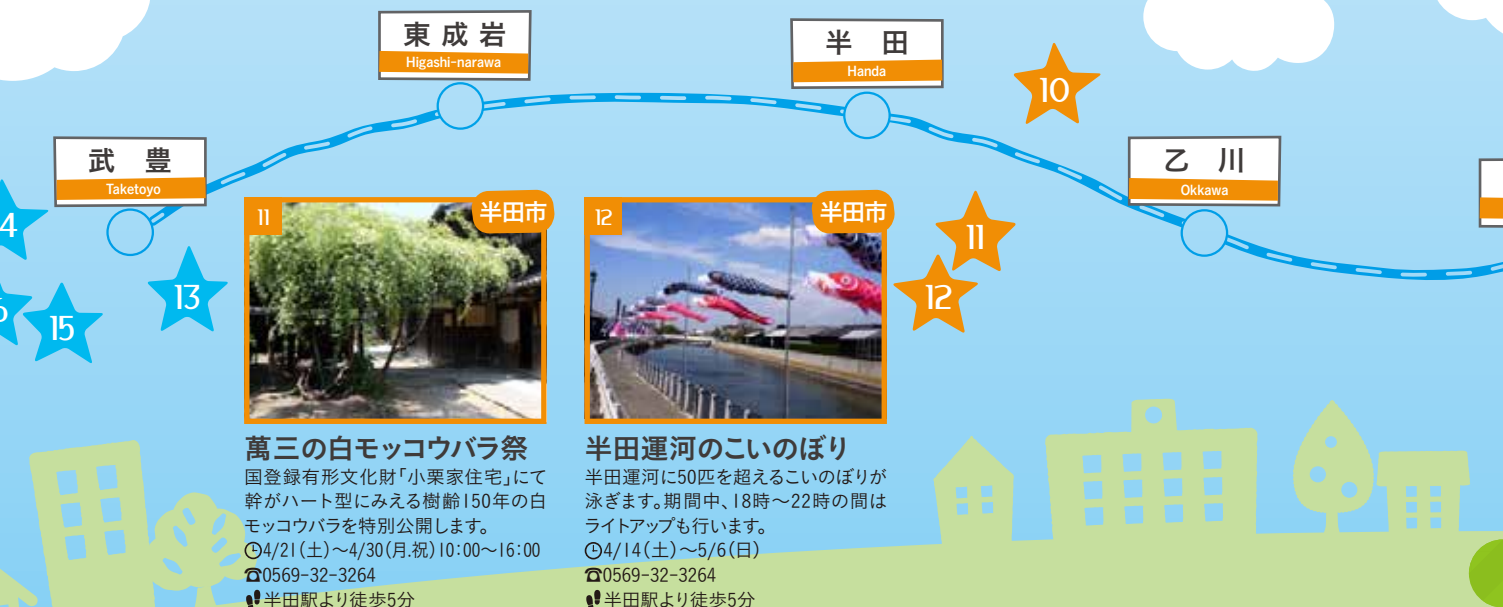 東成岩
Higashi-narawa
半田
Handa
10
武豊
Taketoyo
乙川
Okkawa
4
13
15
11
12
11
半田市
萬三の白モッコウバラ祭
国登録有形文化財「小栗家住宅」にて
幹がハート型にみえる樹齢150年の白
モッコウバラを特別公開します。
4/21(土)～4/30(月.祝)10:00～16:00
☎0569-32-3264
半田駅より徒歩5分
12
半田市
半田運河のこいのぼり
半田運河に50匹を超えるこいのぼりが
泳ぎます。期間中、18時～22時の間は
ライトアップも行います。
4/14(土)～5/6(日)
☎0569-32-3264
半田駅より徒歩5分